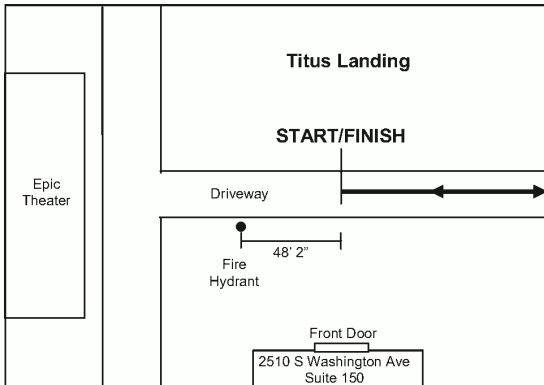 Titus Landing
START/FINISH
Epic
Theater
Driveway
48' 2"
Fire
Hydrant
Front Door
2510 S Washington Ave
Suite 150